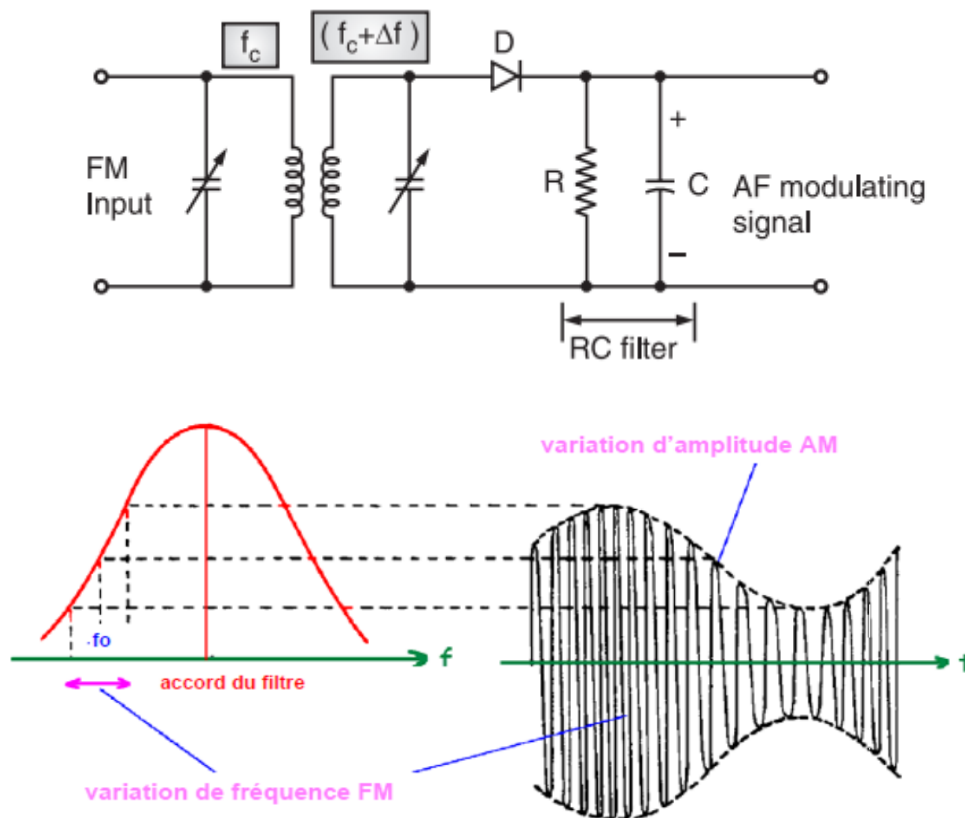 f_c
(f_c+Δf)
D
FM
Input
R
+
C
−
AF modulating
signal
RC filter
variation d'amplitude AM
.fo
f
accord du filtre
t
variation de fréquence FM